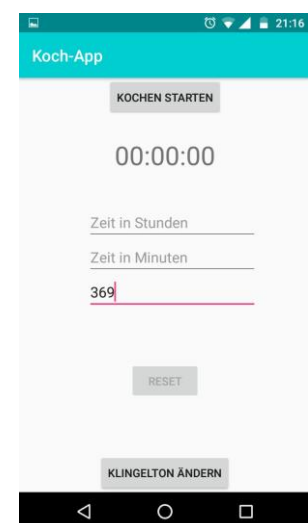 21:16
Koch-App
KOCHEN STARTEN
00:00:00
Zeit in Stunden
Zeit in Minuten
369
RESET
KLINGELTON ÄNDERN